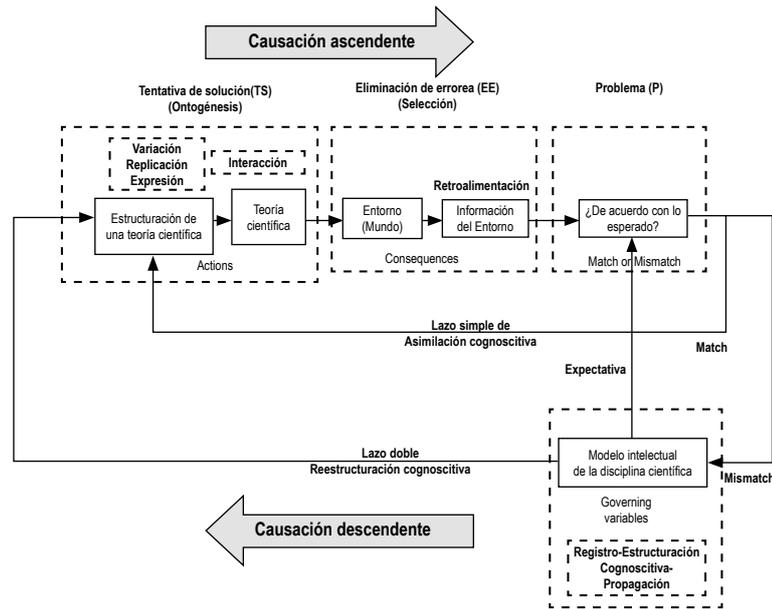 Causación ascendente
Tentativa de solución(TS)
(Ontogénesis)
Eliminación de errorea (EE)
(Selección)
Problema (P)
Variación
Replicación
Expresión
Interacción
Retroalimentación
Estructuración de
una teoría científica
Teoría
científica
Entorno
(Mundo)
Información
del Entorno
¿De acuerdo con lo
esperado?
Actions
Consequences
Match or Mismatch
Lazo simple de
Asimilación cognoscitiva
Match
Expectativa
Lazo doble
Reestructuración cognoscitiva
Modelo intelectual
de la disciplina científica
Mismatch
Governing
variables
Causación descendente
Registro-Estructuración
Cognoscitiva-
Propagación